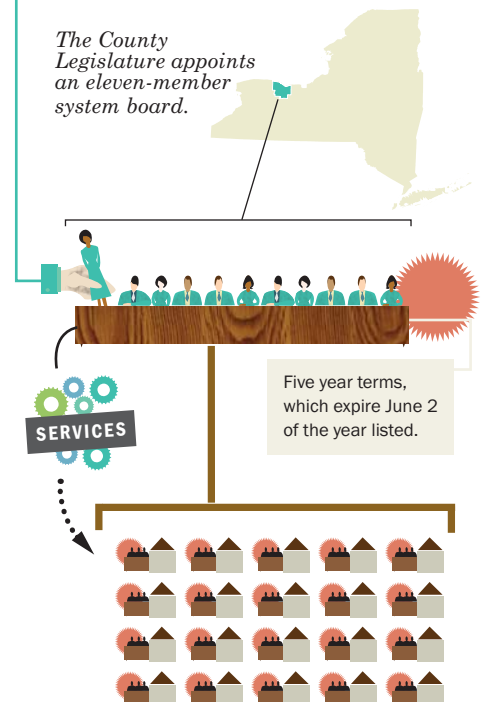 The County
Legislature appoints
an eleven-member
system board.
Five year terms,
which expire June 2
of the year listed.
SERVICES